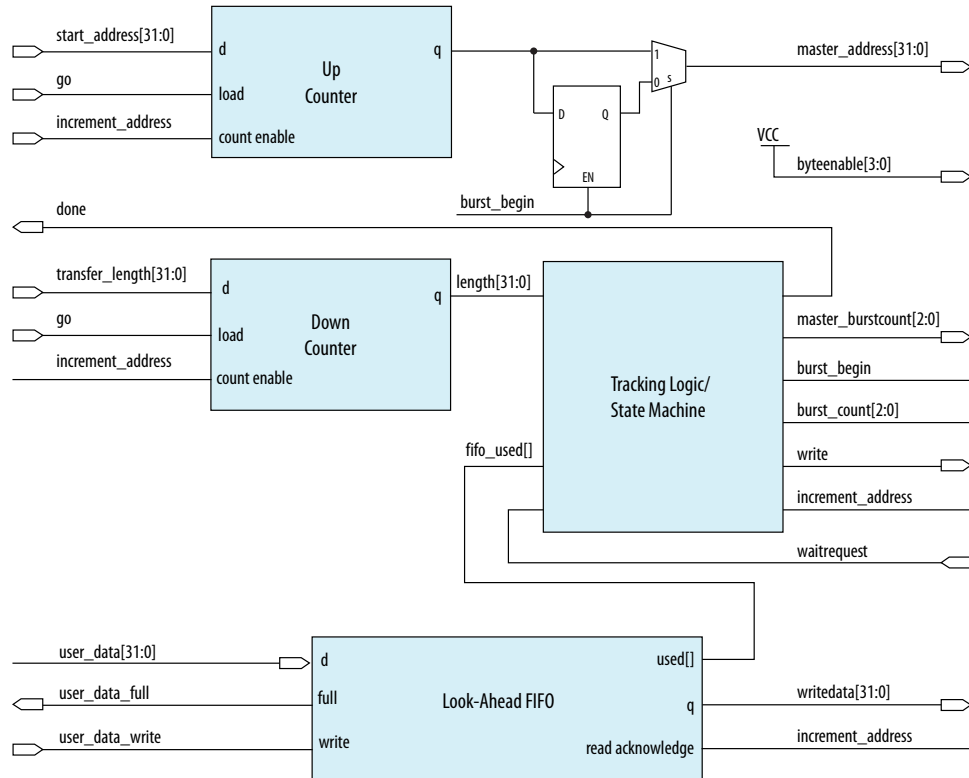 start_address[31:0]
go
increment_address
d
load
count enable
q
Up
Counter
1
0
s
D
Q
EN
master_address[31:0]
VCC
byteenable[3:0]
burst_begin
done
transfer_length[31:0]
go
increment_address
d
load
count enable
q
Down
Counter
length[31:0]
fifo_used[]
Tracking Logic/
State Machine
master_burstcount[2:0]
burst_begin
burst_count[2:0]
write
increment_address
waitrequest
user_data[31:0]
user_data_full
user_data_write
d
full
write
Look-Ahead FIFO
used[]
q
read acknowledge
writedata[31:0]
increment_address